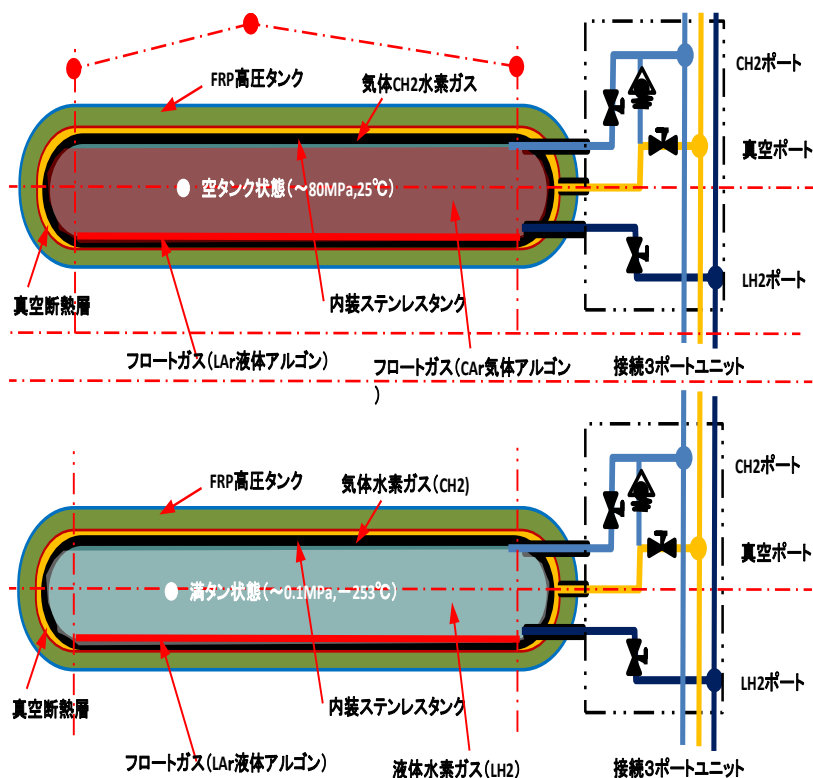 FRP高圧タンク
気体CH2水素ガス
CH2ポート
真空ポート
空タンク状態(~80MPa,25℃)
LH2ポート
真空断熱層
内装ステンレスタンク
フロートガス(LAr液体アルゴン)
フロートガス(CAr気体アルゴン
)
接続3ポートユニット
FRP高圧タンク
気体水素ガス(CH2)
CH2ポート
真空ポート
満タン状態(~0.1MPa,-253℃)
LH2ポート
真空断熱層
内装ステンレスタンク
フロートガス(LAr液体アルゴン)
液体水素ガス(LH2)
接続3ポートユニット